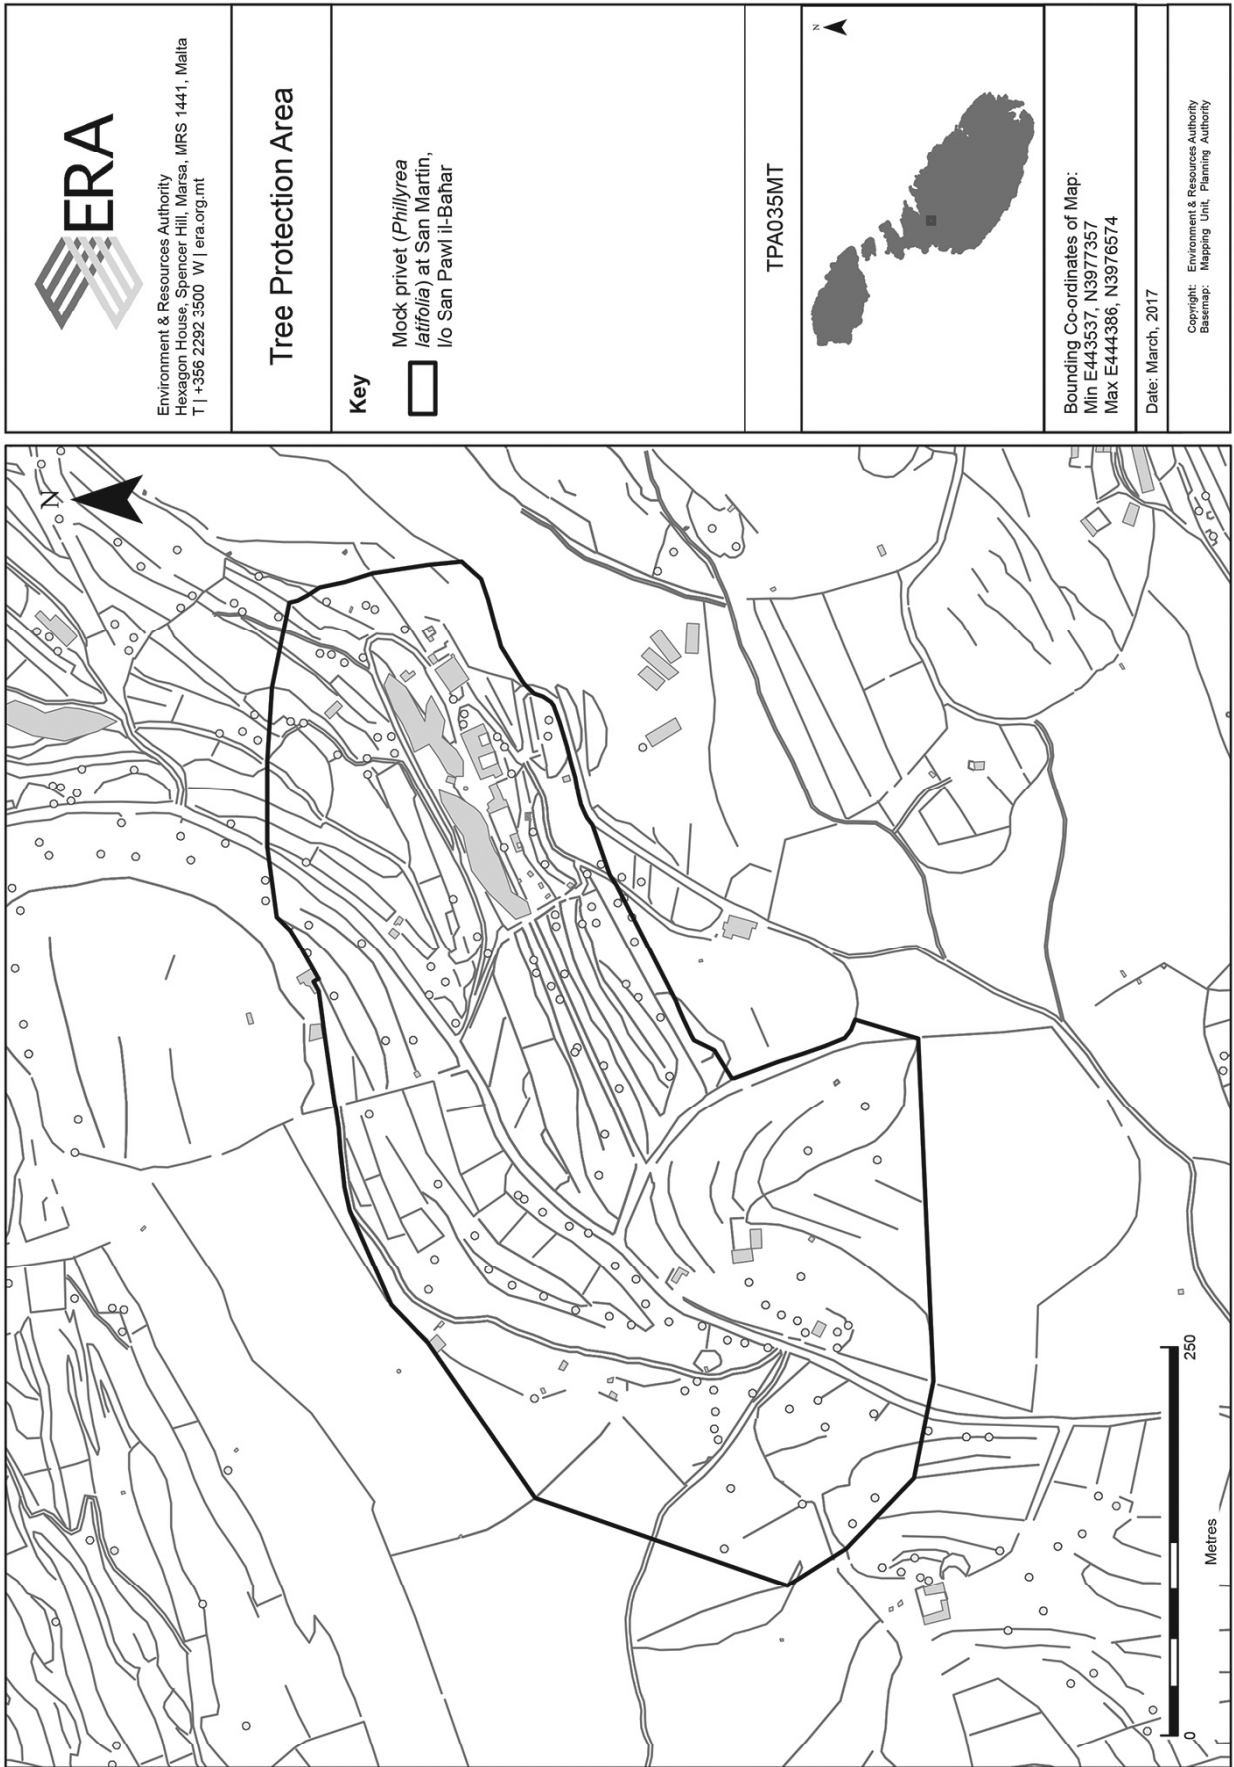 ERA
Environment & Resources Authority
Hexagon House, Spencer Hill, Marsa, MRS 1441, Malta
T | +356 2292 3500  W | era.org.mt
Tree Protection Area
Key
Mock privet (Phillyrea
latifolia) at San Martin,
l/o San Pawl il-Baħar
TPA035MT
N
Bounding Co-ordinates of Map:
Min E443537, N3977357
Max E444386, N3976574
Date: March, 2017
Copyright: Environment & Resources Authority
Basemap: Mapping Unit, Planning Authority
N
0
250
Metres